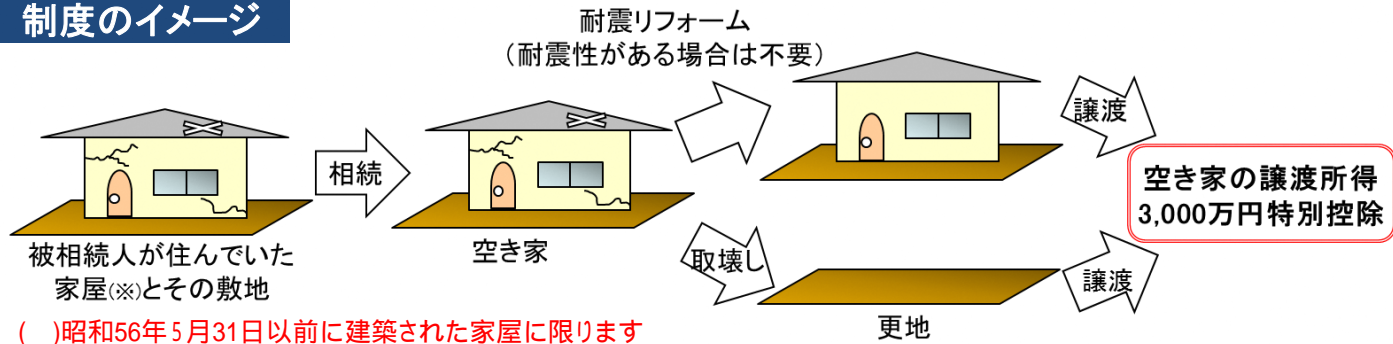 制度のイメージ
耐震リフォーム
（耐震性がある場合は不要）
相続
譲渡
空き家の譲渡所得
3,000万円特別控除
被相続人が住んでいた
家屋(※)とその敷地
空き家
取壊し
譲渡
更地
(　)昭和56年５月31日以前に建築された家屋に限ります